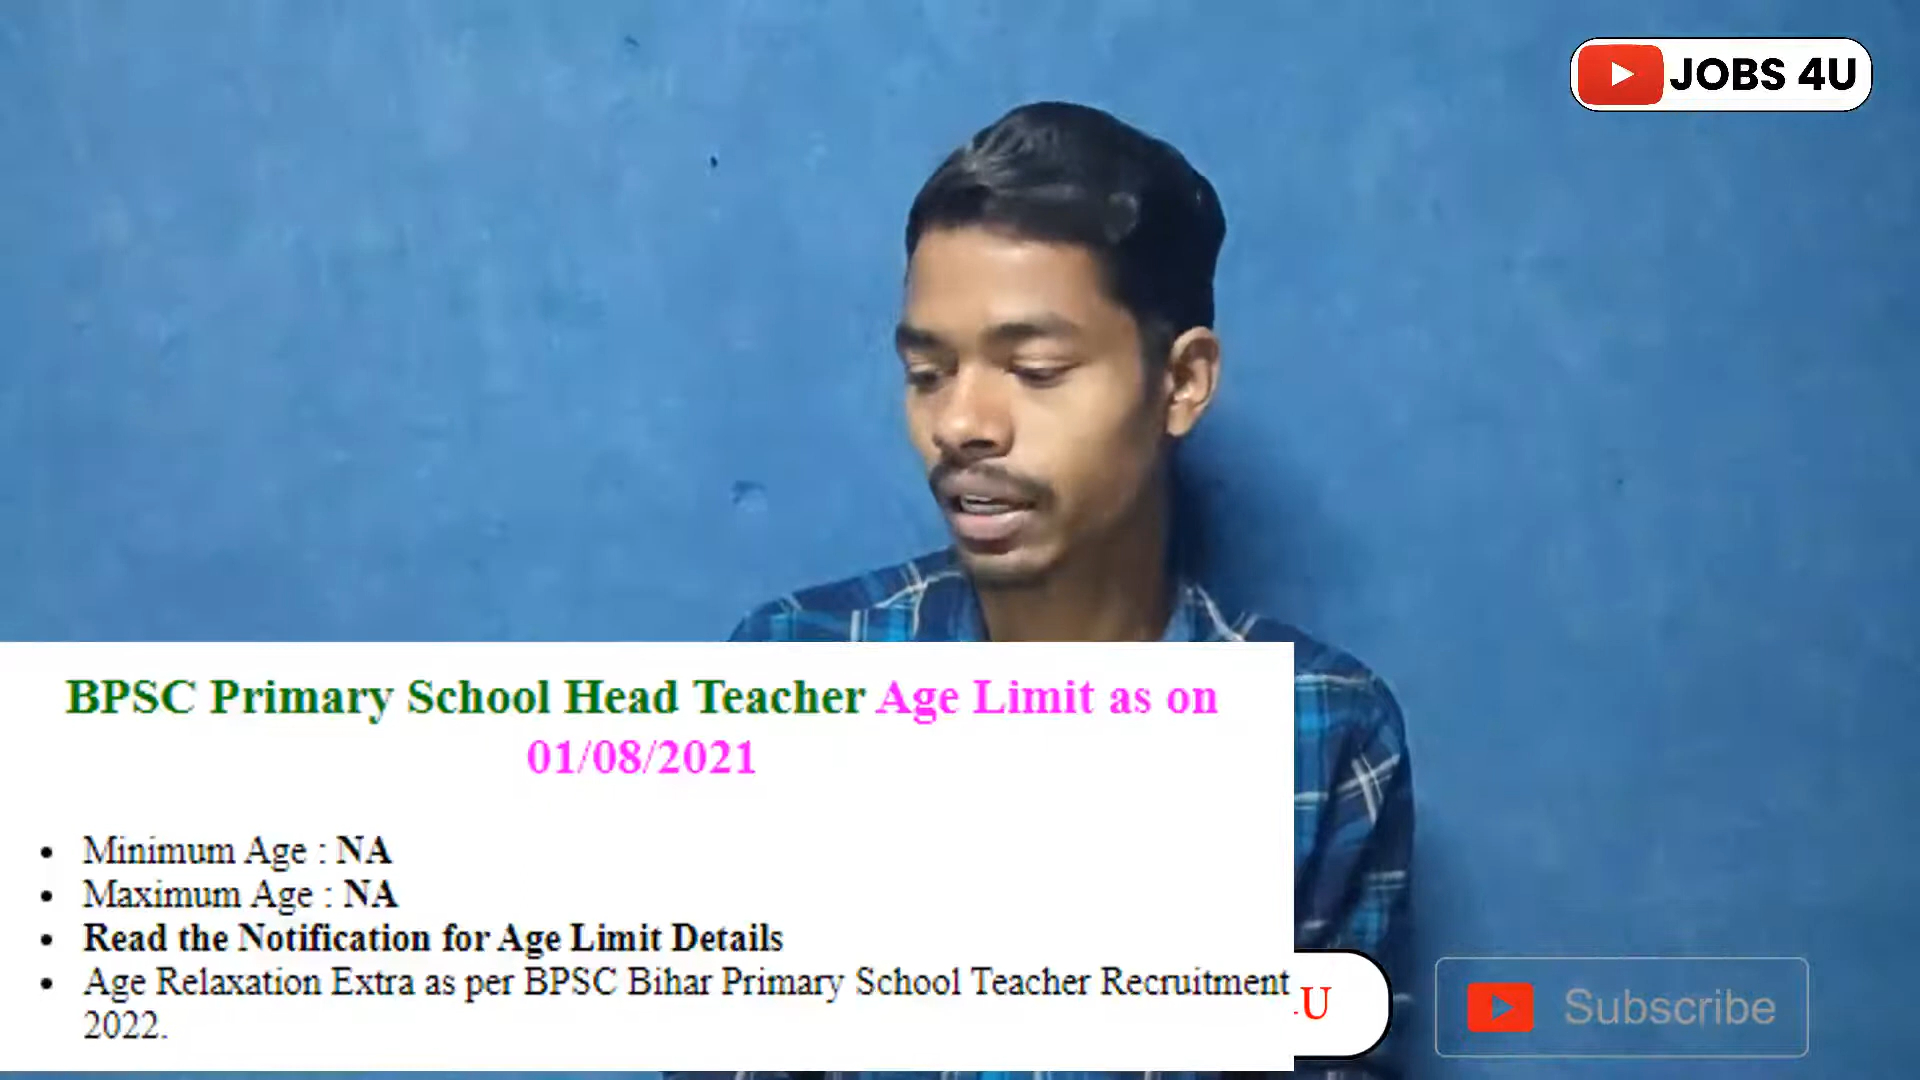 JOBS 4U
BPSC Primary School Head Teacher Age Limit as on
01/08/2021
• Minimum Age : NA
• Maximum Age : NA
• Read the Notification for Age Limit Details
• Age Relaxation Extra as per BPSC Bihar Primary School Teacher Recruitment
2022.
4U
Subscribe